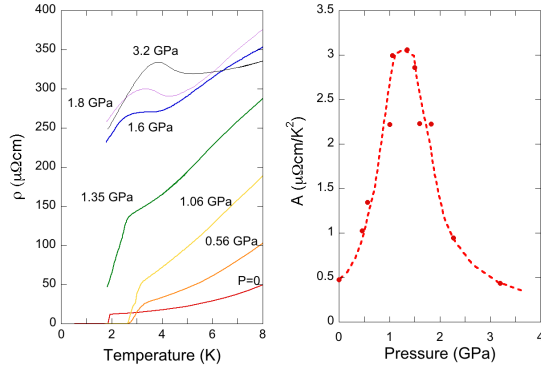 400
350
300
250
200
150
100
50
0
ρ (μΩcm)
3.2 GPa
1.8 GPa
1.6 GPa
1.35 GPa
1.06 GPa
0.56 GPa
P=0
0 2 4 6 8
Temperature (K)
3.5
3
2.5
2
1.5
1
0.5
0
A (μΩcm/K²)
0 1 2 3 4
Pressure (GPa)